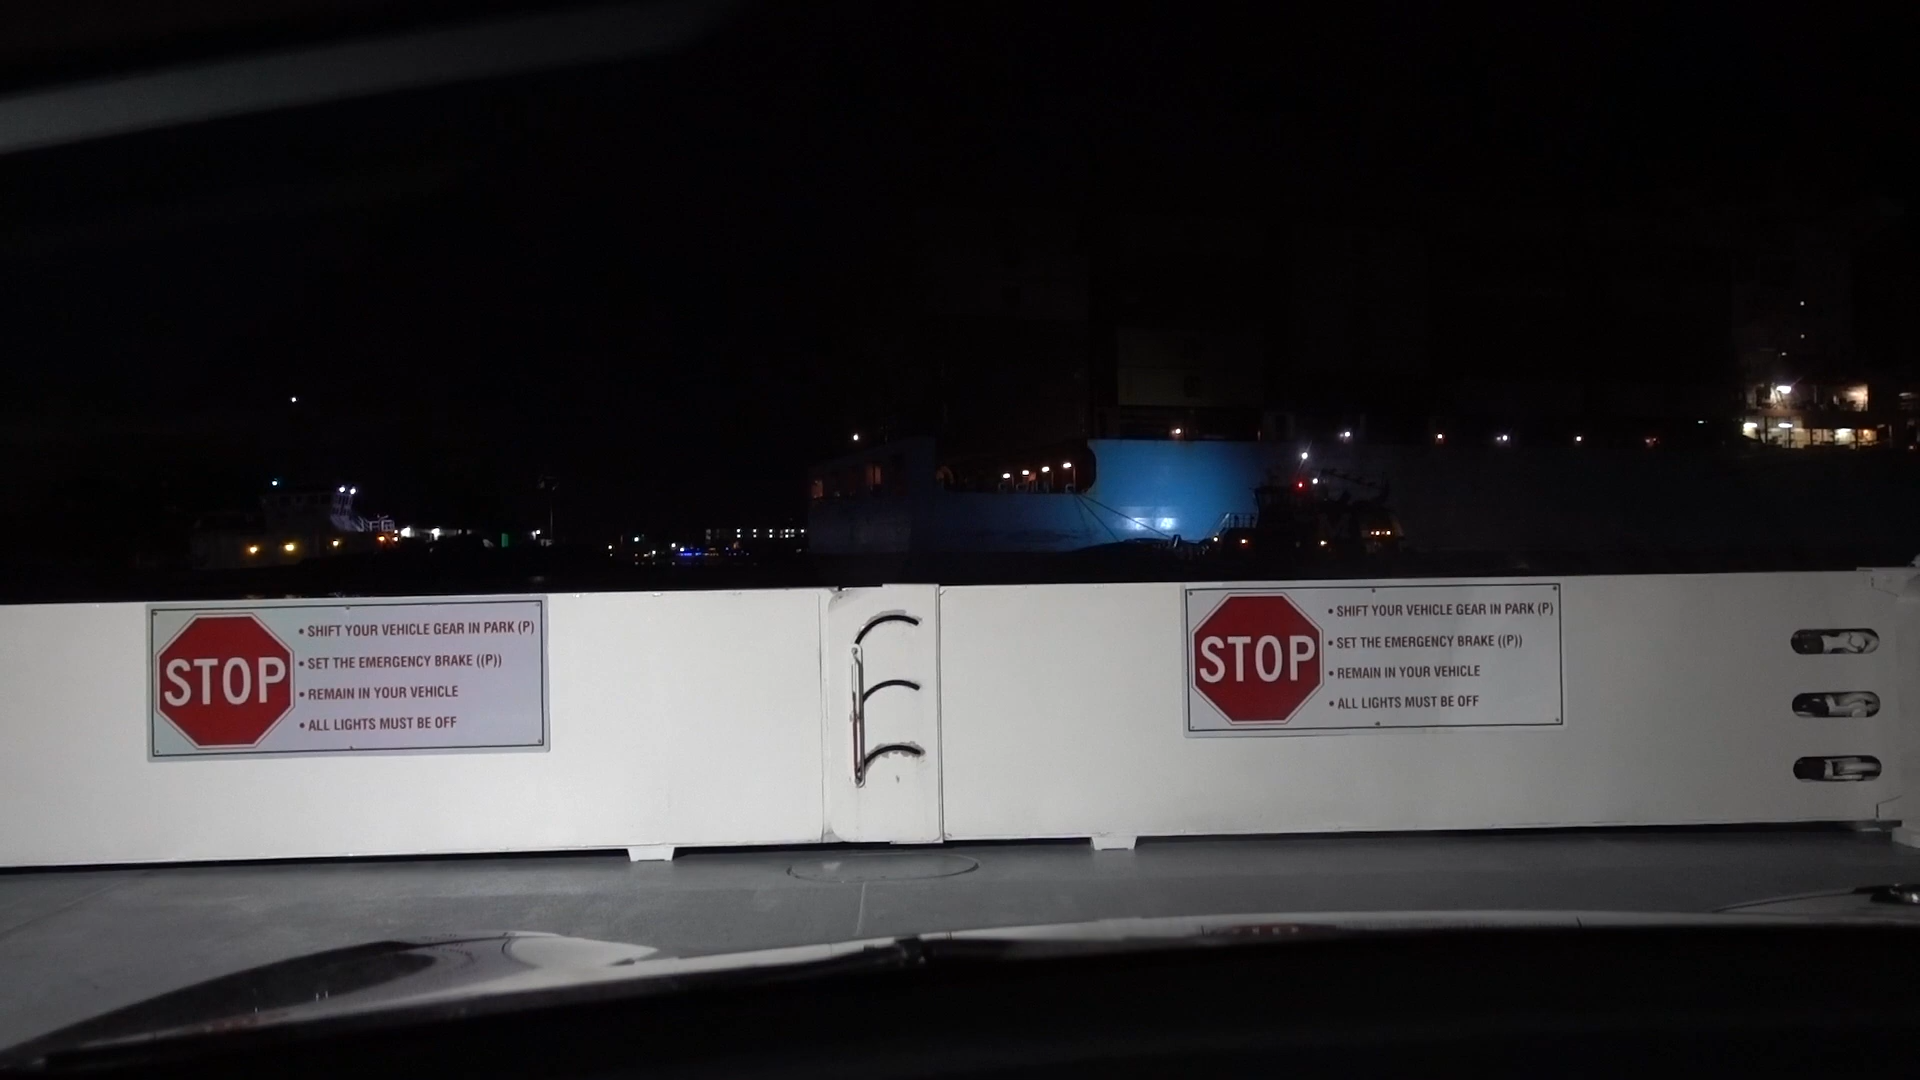 STOP
• SHIFT YOUR VEHICLE GEAR IN PARK (P)
• SET THE EMERGENCY BRAKE ((P))
• REMAIN IN YOUR VEHICLE
• ALL LIGHTS MUST BE OFF
STOP
• SHIFT YOUR VEHICLE GEAR IN PARK (P)
• SET THE EMERGENCY BRAKE ((P))
• REMAIN IN YOUR VEHICLE
• ALL LIGHTS MUST BE OFF